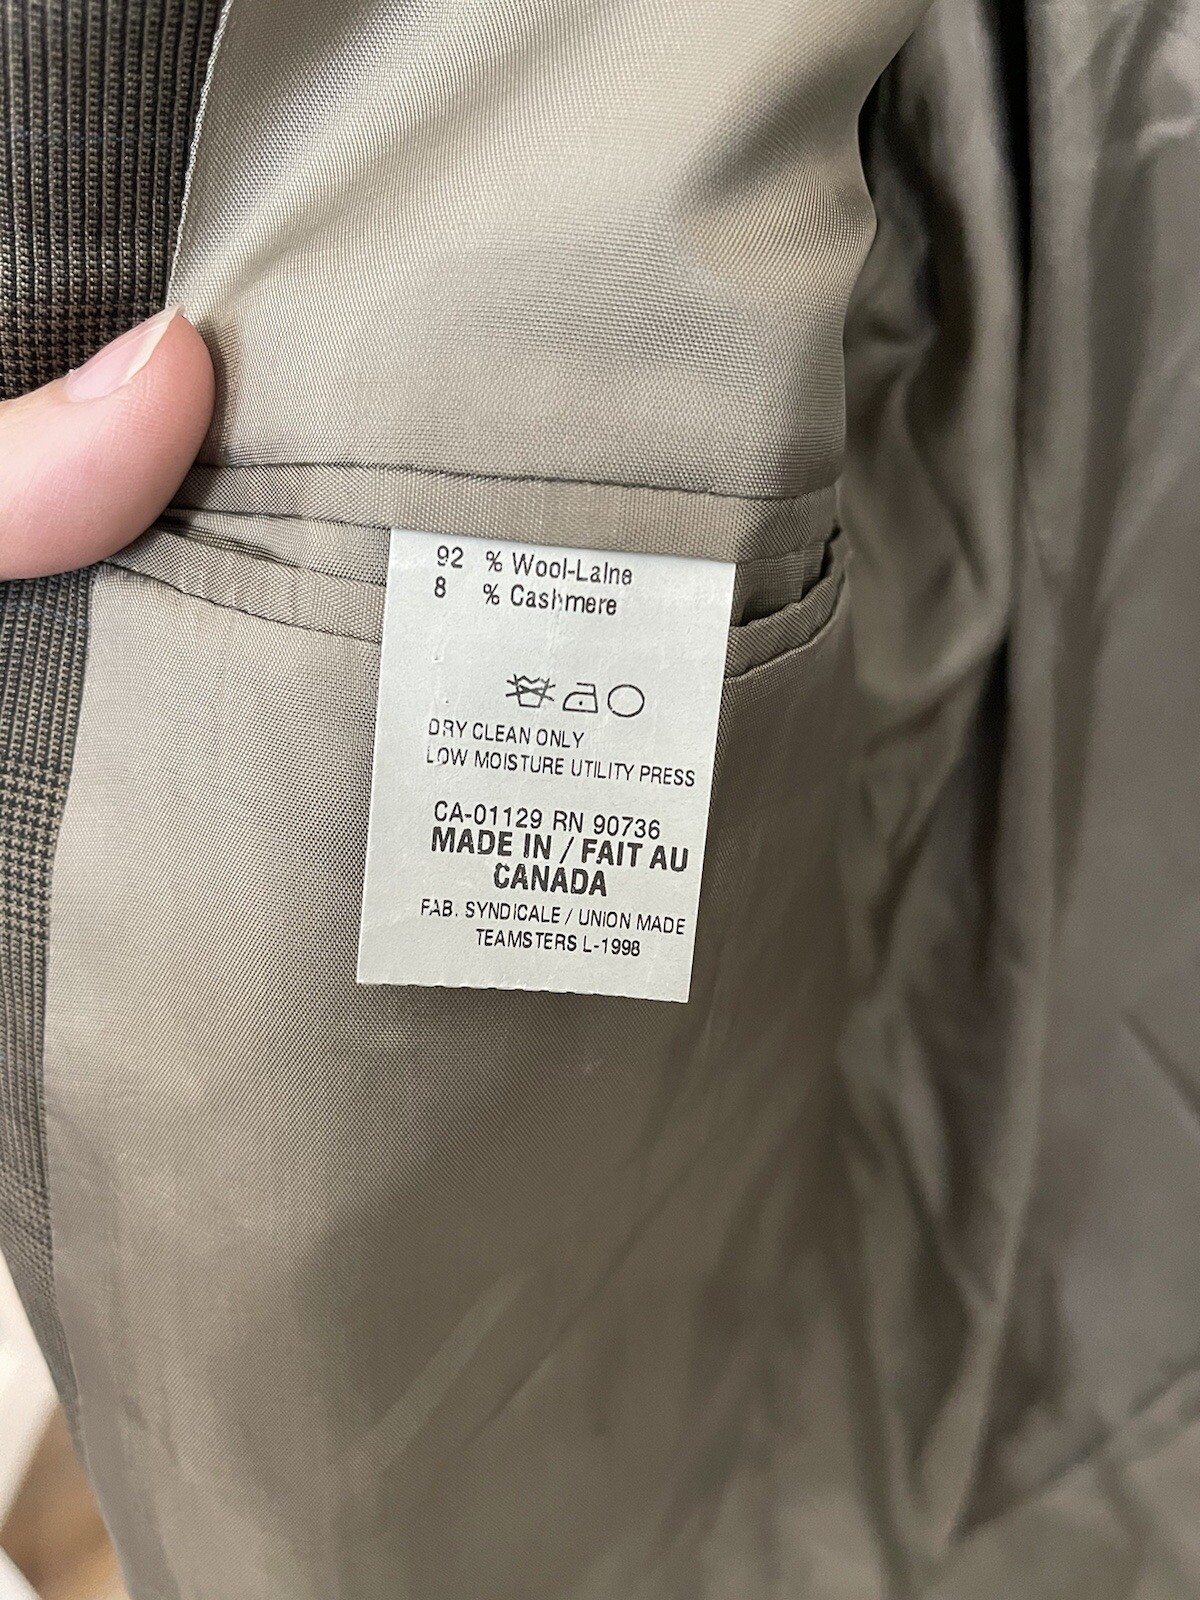 92 % Wool-Laine
8 % Cashmere
DRY CLEAN ONLY
LOW MOISTURE UTILITY PRESS
CA-01129 RN 90736
MADE IN / FAIT AU
CANADA
FAB. SYNDICALE / UNION MADE
TEAMSTERS L-1998